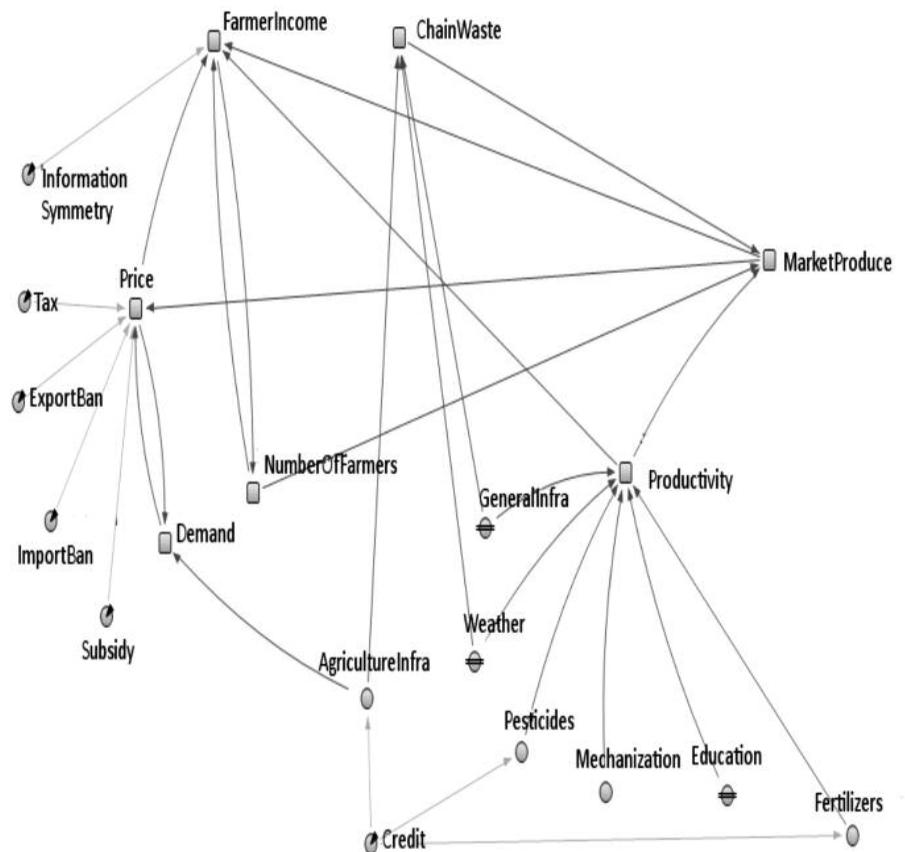 FarmerIncome
ChainWaste
Information
Symmetry
MarketProduce
Price
Tax
ExportBan
NumberOfFarmers
Productivity
GeneralInfra
ImportBan
Demand
Weather
Subsidy
AgricultureInfra
Pesticides
Mechanization
Education
Fertilizers
Credit